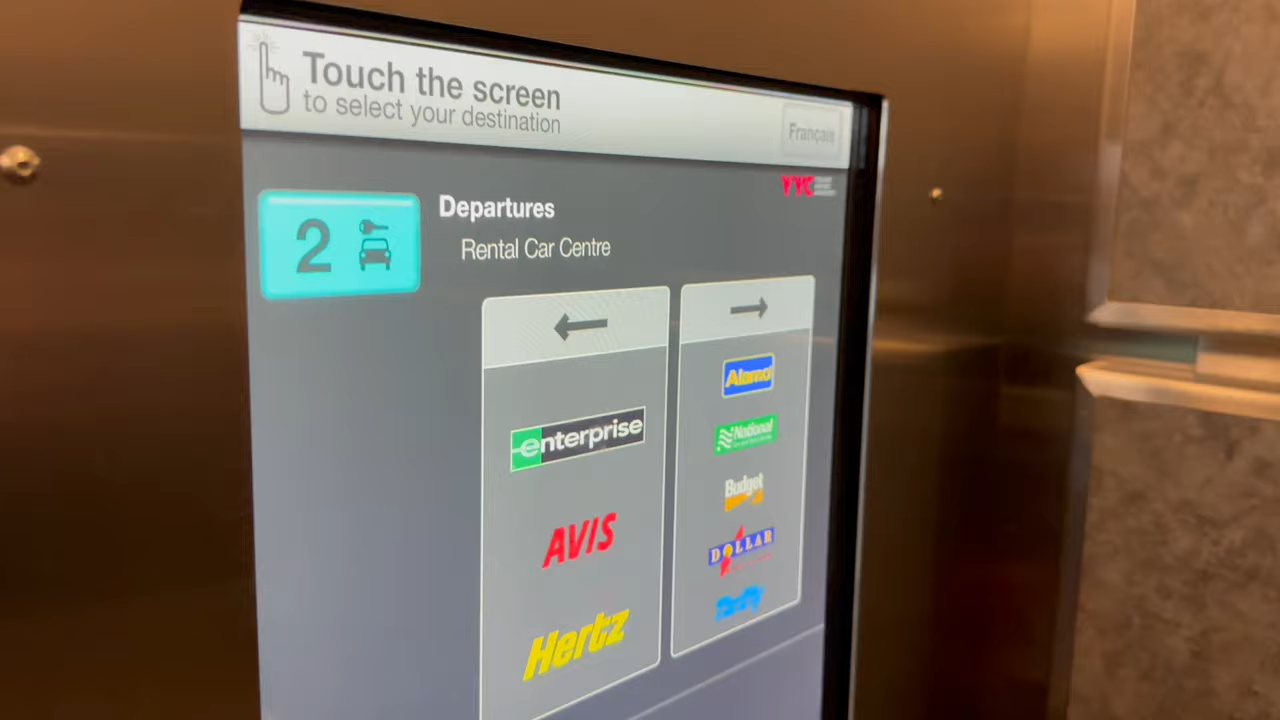 Touch the screen
to select your destination
Français
YYC
2
Departures
Rental Car Centre
enterprise
AVIS
Hertz
Alamo
National
Budget
DOLLAR
Thrifty